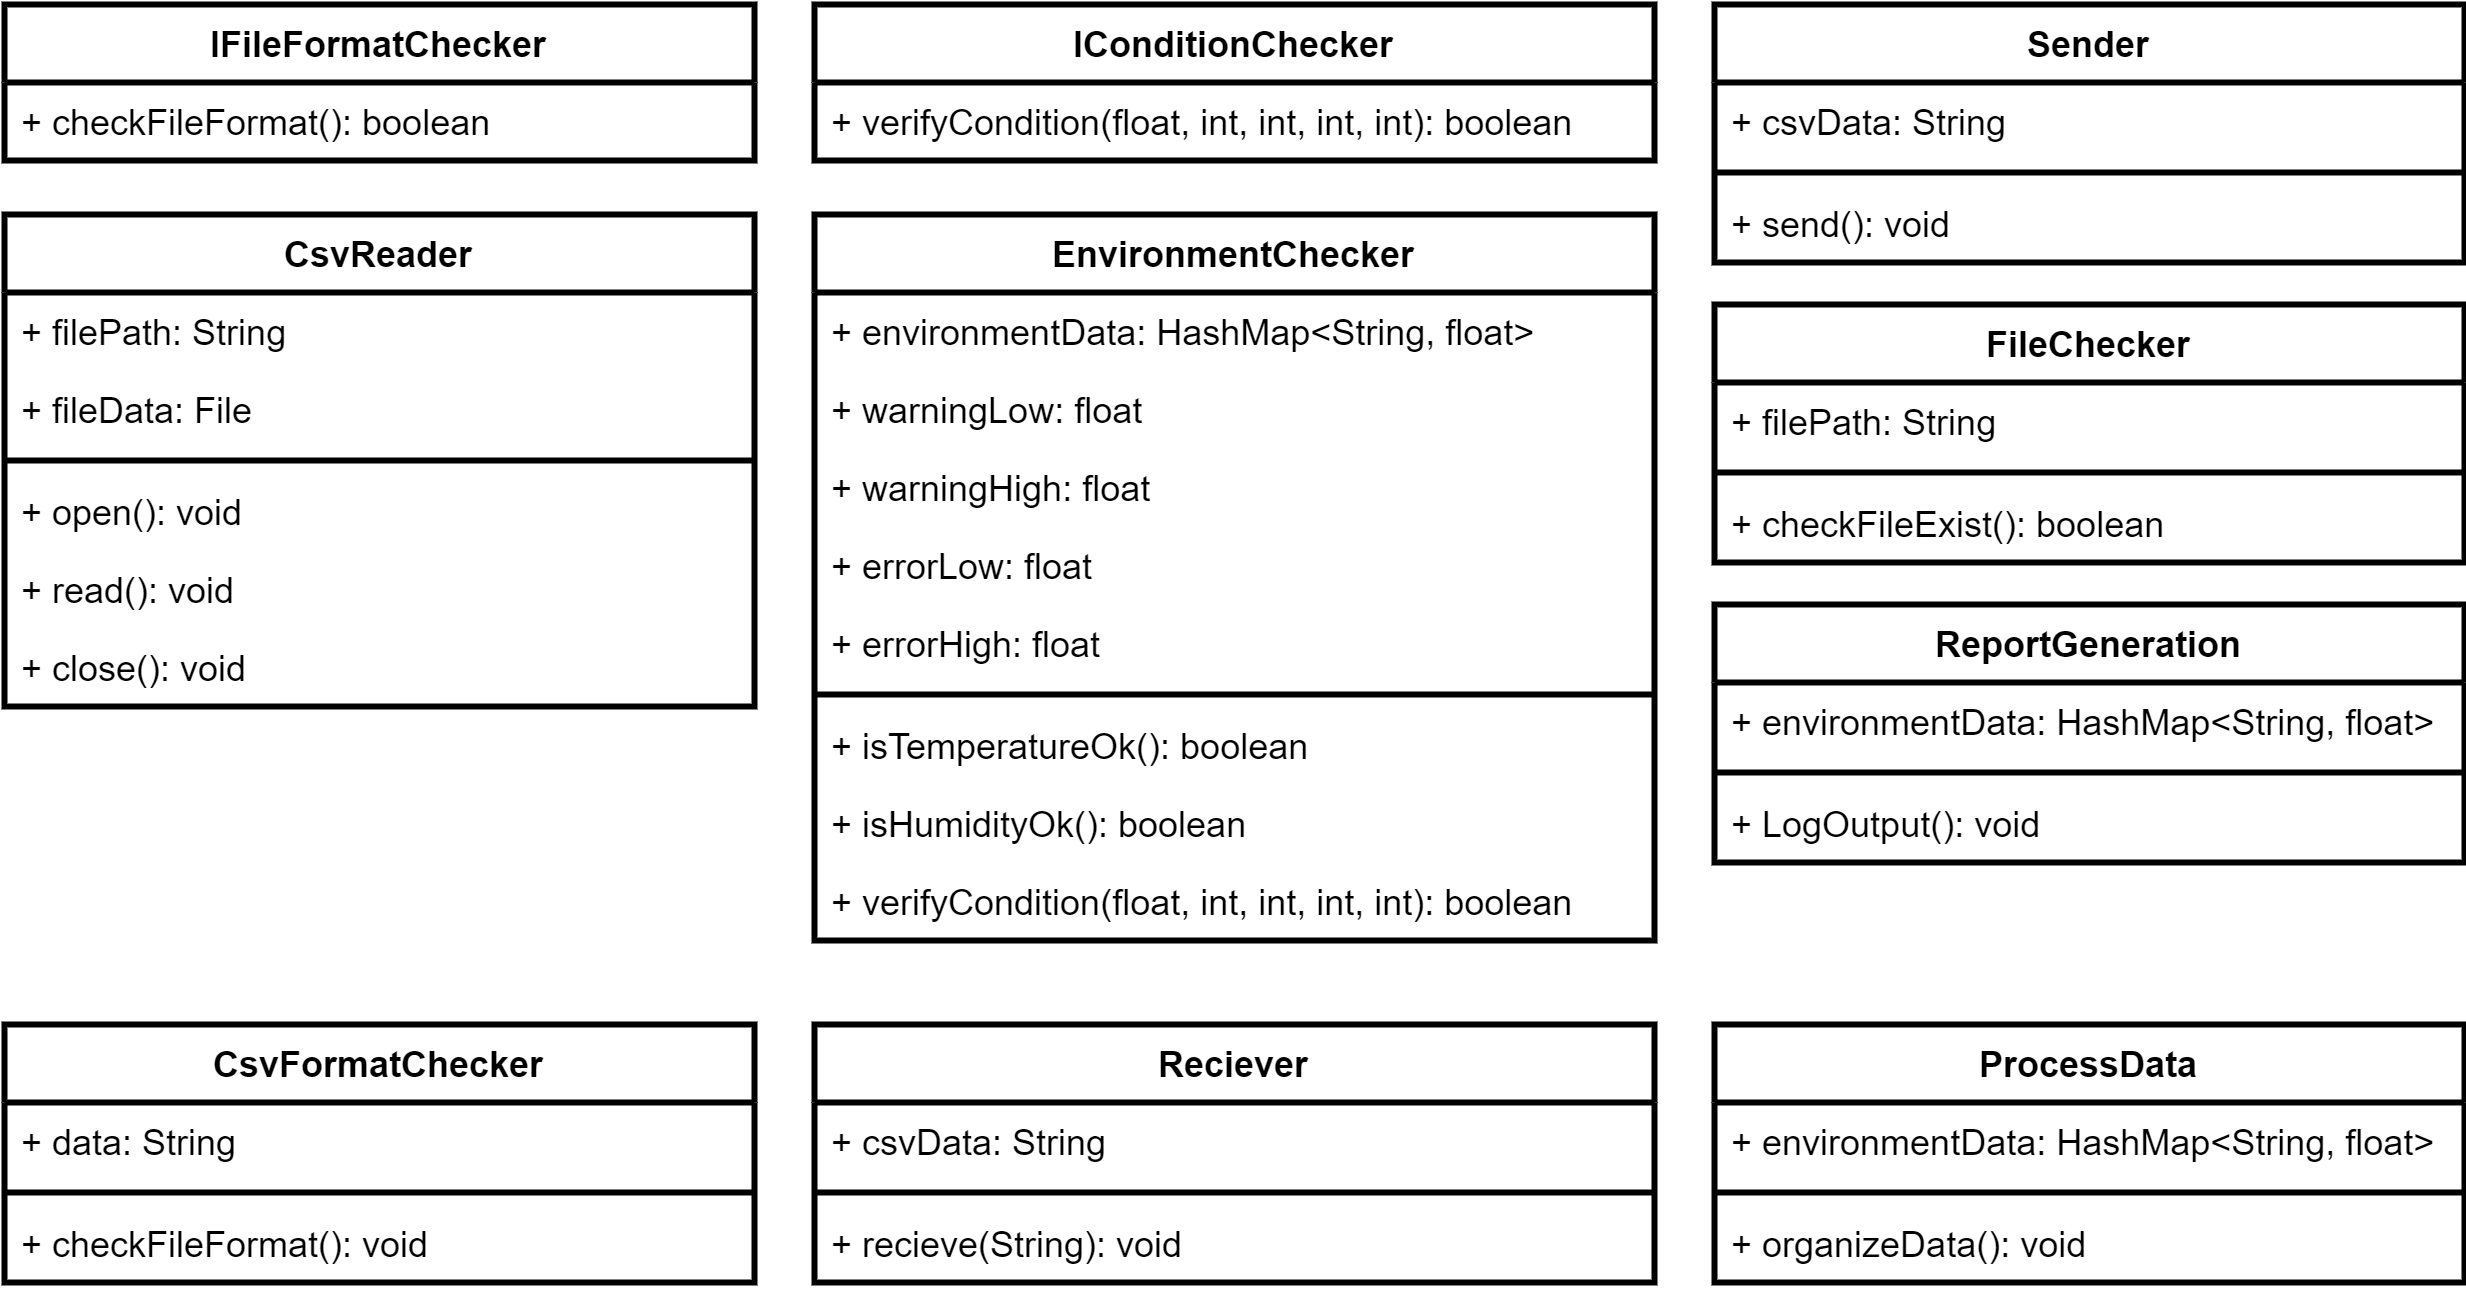 IFileFormatChecker
+ checkFileFormat(): boolean
IConditionChecker
+ verifyCondition(float, int, int, int, int): boolean
Sender
+ csvData: String
+ send(): void
CsvReader
+ filePath: String
+ fileData: File
+ open(): void
+ read(): void
+ close(): void
EnvironmentChecker
+ environmentData: HashMap<String, float>
+ warningLow: float
+ warningHigh: float
+ errorLow: float
+ errorHigh: float
+ isTemperatureOk(): boolean
+ isHumidityOk(): boolean
+ verifyCondition(float, int, int, int, int): boolean
FileChecker
+ filePath: String
+ checkFileExist(): boolean
ReportGeneration
+ environmentData: HashMap<String, float>
+ LogOutput(): void
CsvFormatChecker
+ data: String
+ checkFileFormat(): void
Reciever
+ csvData: String
+ recieve(String): void
ProcessData
+ environmentData: HashMap<String, float>
+ organizeData(): void